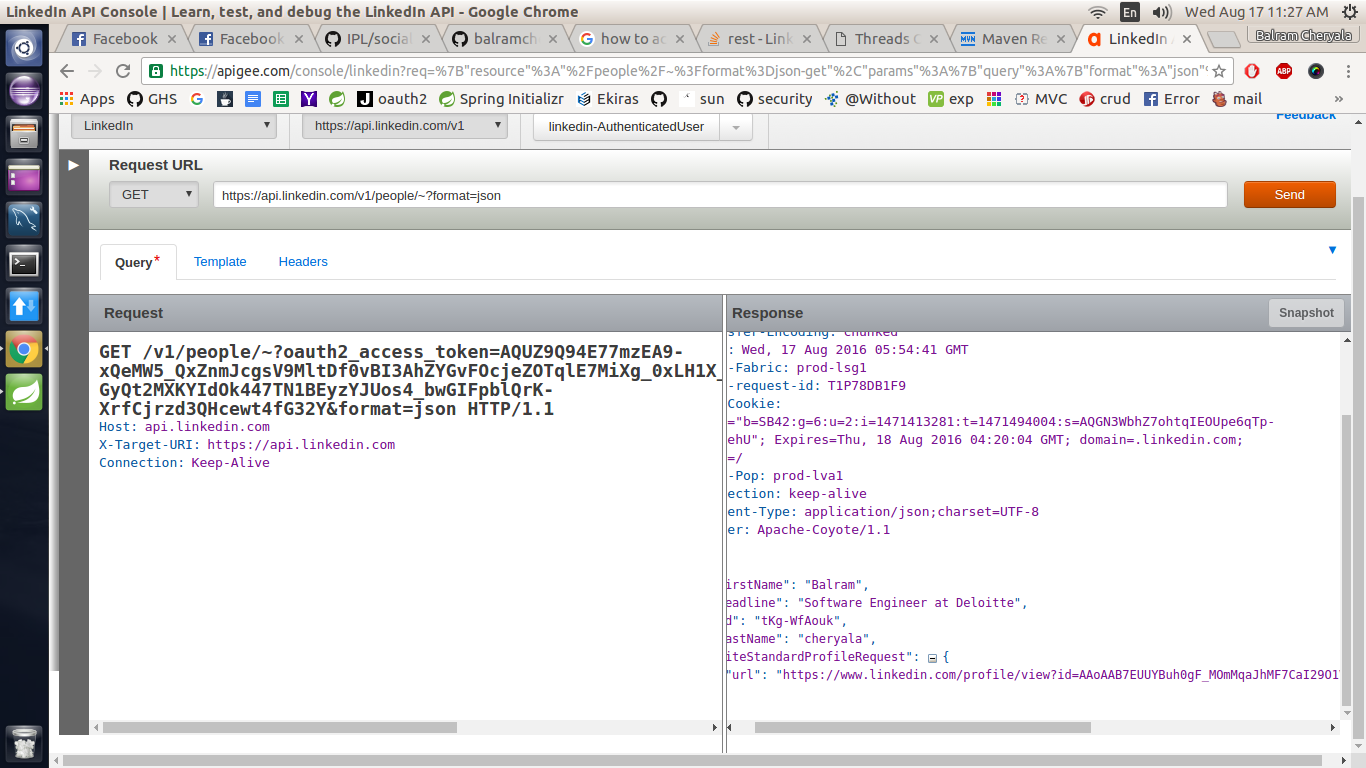 LinkedIn API Console | Learn, test, and debug the LinkedIn API - Google Chrome
En
Wed Aug 17 11:27 AM
Balram Cheryala
Facebook
Facebook
IPL/social
balramch
how to ac
rest - Link
Threads C
Maven Re
LinkedIn A
https://apigee.com/console/linkedin?req=%7B"resource"%3A"%2Fpeople%2F~%3Fformat%3Djson-get"%2C"params"%3A%7B"query"%3A%7B"format"%3A"json"
ABP
Apps
GHS
oauth2
Spring Initializr
Ekiras
sun
security
@Without
exp
MVC
crud
Error
mail
»
Feedback
LinkedIn
https://api.linkedin.com/v1
linkedin-AuthenticatedUser
Request URL
GET
https://api.linkedin.com/v1/people/~?format=json
Send
Query*
Template
Headers
Request
GET /v1/people/~?oauth2_access_token=AQUZ9Q94E77mzEA9-
xQeMW5_QxZnmJcgsV9MltDf0vBI3AhZYGvFOcjeZOTqlE7MiXg_0xLH1X_
GyQt2MXKYIdOk447TN1BEyzYJUos4_bwGIFpblQrK-
XrfCjrzd3QHcewt4fG32Y&format=json HTTP/1.1
Host: api.linkedin.com
X-Target-URI: https://api.linkedin.com
Connection: Keep-Alive
Response
Snapshot
sfer-Encoding: chunked
: Wed, 17 Aug 2016 05:54:41 GMT
-Fabric: prod-lsg1
-request-id: T1P78DB1F9
Cookie:
="b=SB42:g=6:u=2:i=1471413281:t=1471494004:s=AQGN3WbhZ7ohtqIEOUpe6qTp-
ehU"; Expires=Thu, 18 Aug 2016 04:20:04 GMT; domain=.linkedin.com;
=/
-Pop: prod-lva1
ection: keep-alive
ent-Type: application/json;charset=UTF-8
er: Apache-Coyote/1.1
irstName": "Balram",
eadline": "Software Engineer at Deloitte",
d": "tKg-WfAouk",
astName": "cheryala",
iteStandardProfileRequest": {
"url": "https://www.linkedin.com/profile/view?id=AAoAAB7EUUYBuh0gF_MOmMqaJhMF7CaI29O1